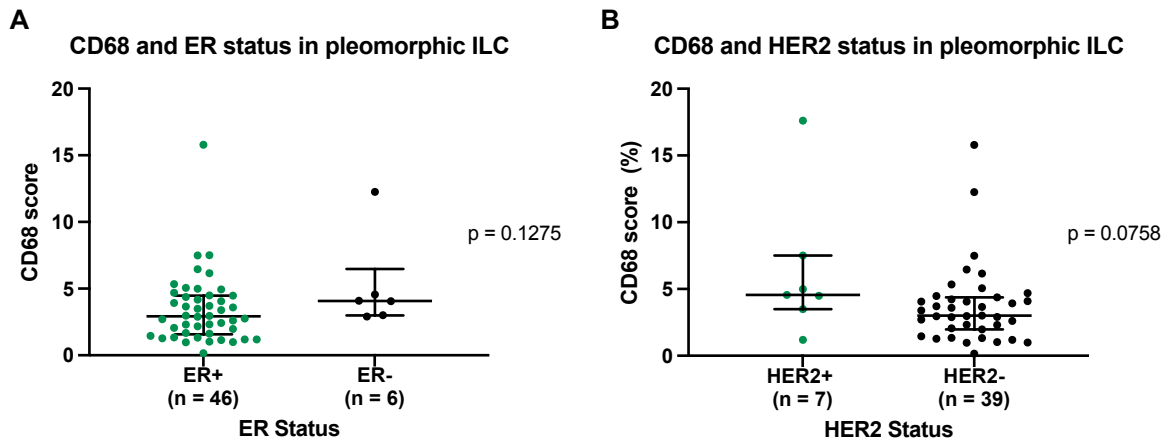 A
CD68 and ER status in pleomorphic ILC
20
15
10
5
0
CD68 score
p = 0.1275
ER+
(n = 46)
ER-
(n = 6)
ER Status
B
CD68 and HER2 status in pleomorphic ILC
20
15
10
5
0
CD68 score (%)
p = 0.0758
HER2+
(n = 7)
HER2-
(n = 39)
HER2 Status